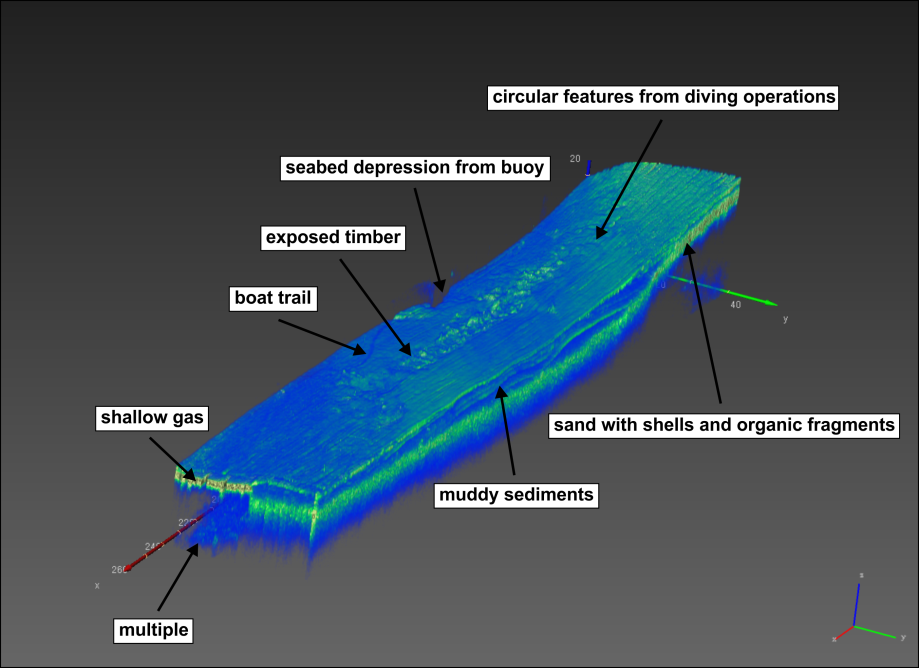 circular features from diving operations
20
seabed depression from buoy
exposed timber
boat trail
40
y
shallow gas
sand with shells and organic fragments
muddy sediments
220
240
260
x
multiple
z
y
x